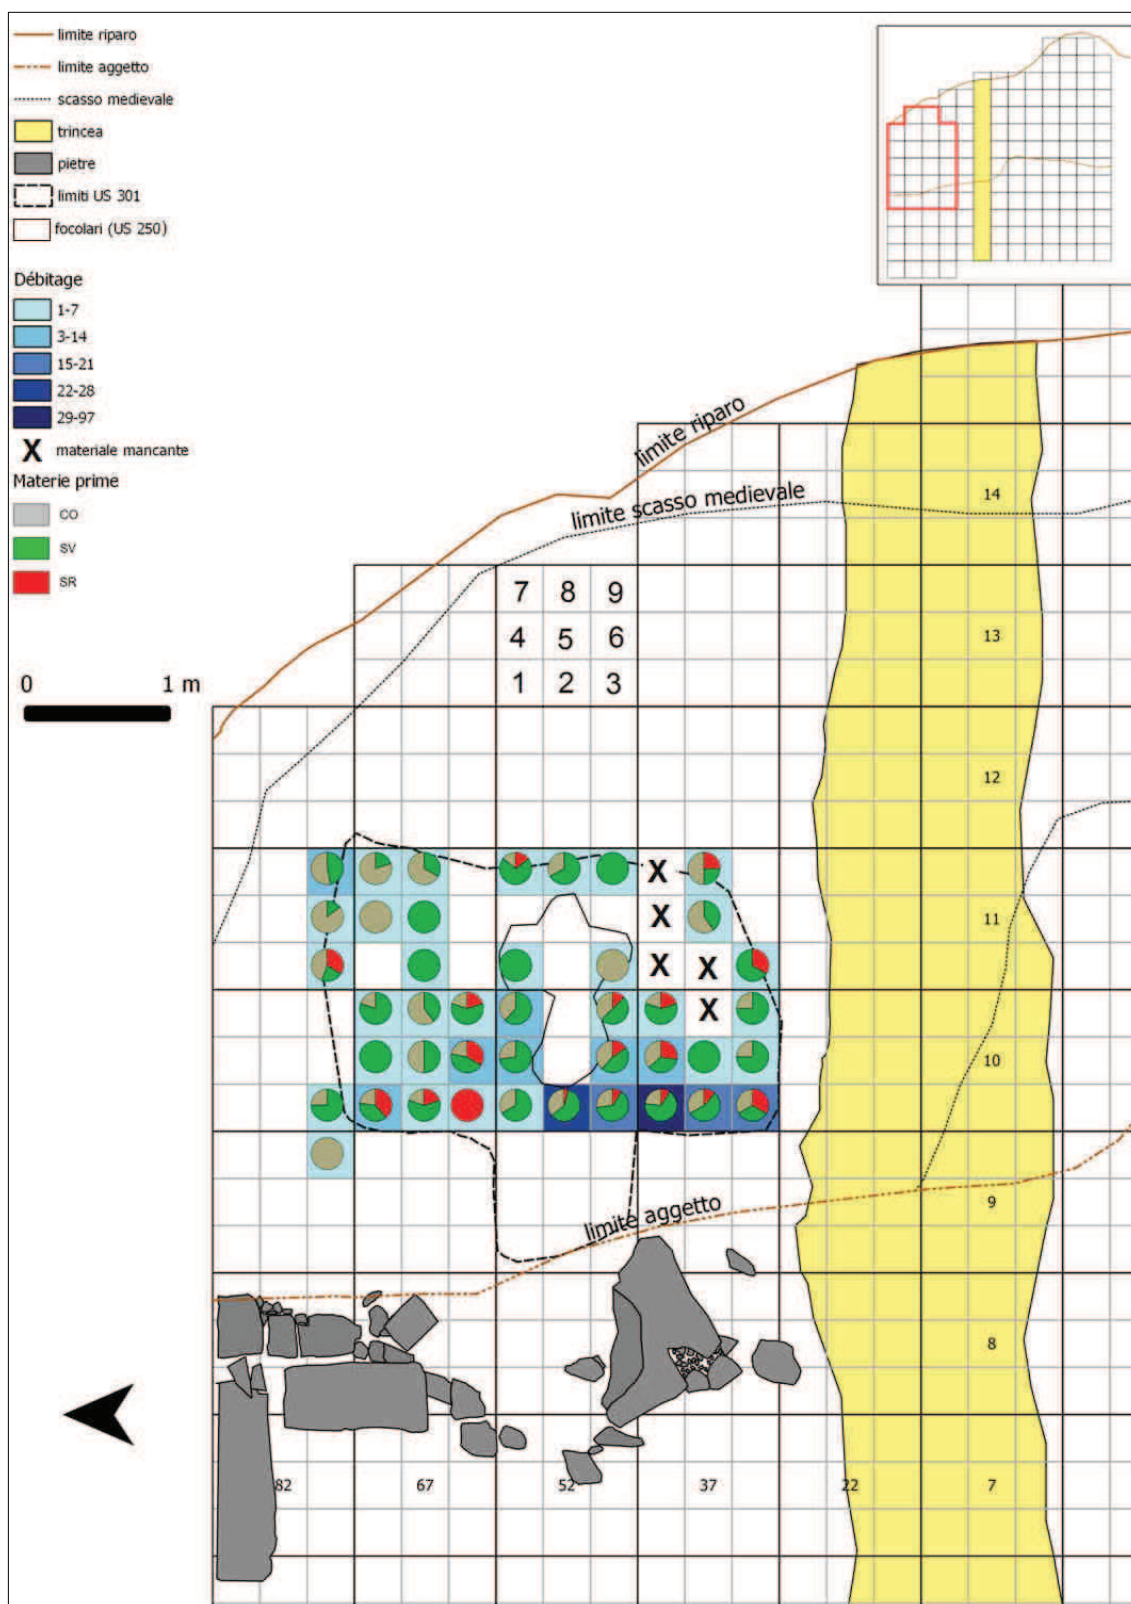 limite riparo
limite aggetto
scasso medievale
trincea
pietre
limiti US 301
focolari (US 250)
Débitage
1-7
3-14
15-21
22-28
29-97
X materiale mancante
Materie prime
CO
SV
SR
0 1 m
limite riparo
limite scasso medievale
14
7 8 9
4 5 6
1 2 3
13
12
X
X
11
X X
X
10
limite aggetto
9
8
82 67 52 37 22 7